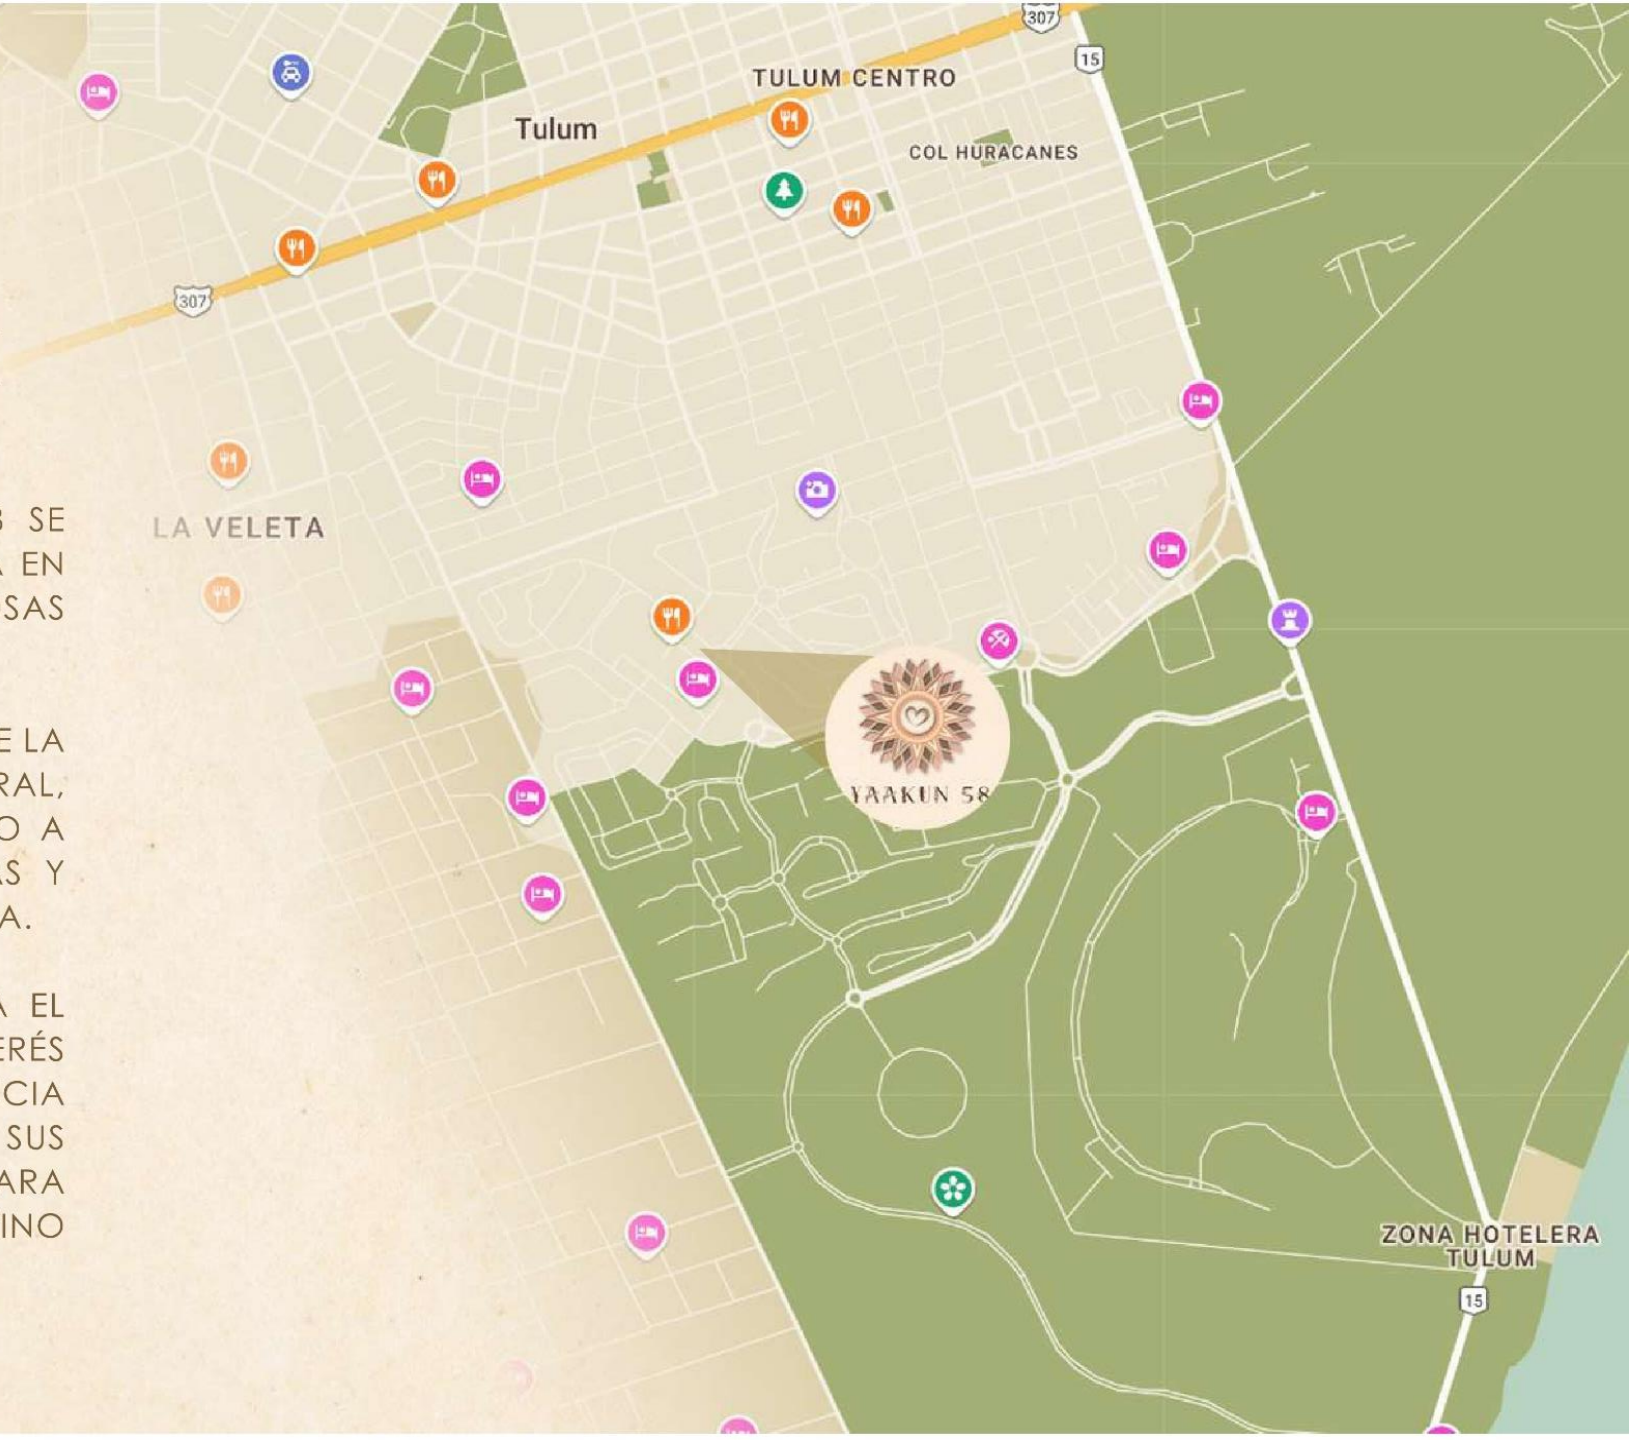 307
15
TULUM CENTRO
Tulum
COL HURACANES
307
LA VELETA
SE
EN
YAAKUN 58
E LA
RAL,
O A
AS Y
A.
A EL
ERÉS
CIA
SUS
ARA
INO
ZONA HOTELERA
TULUM
15